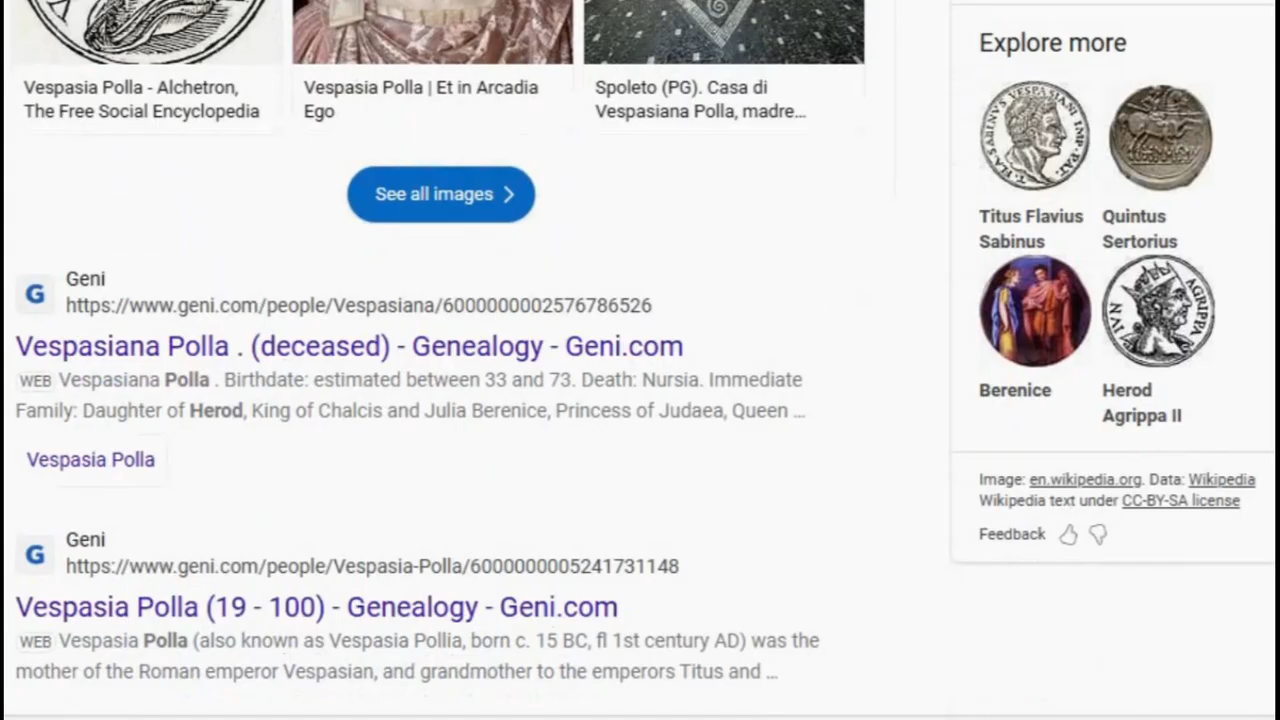 Vespasia Polla - Alchetron,
The Free Social Encyclopedia
Vespasia Polla | Et in Arcadia
Ego
Spoleto (PG). Casa di
Vespasiana Polla, madre...
See all images
Geni
https://www.geni.com/people/Vespasiana/6000000002576786526
Vespasiana Polla . (deceased) - Genealogy - Geni.com
WEB Vespasiana Polla . Birthdate: estimated between 33 and 73. Death: Nursia. Immediate
Family: Daughter of Herod, King of Chalcis and Julia Berenice, Princess of Judaea, Queen ...
Vespasia Polla
Geni
https://www.geni.com/people/Vespasia-Polla/6000000005241731148
Vespasia Polla (19 - 100) - Genealogy - Geni.com
WEB Vespasia Polla (also known as Vespasia Pollia, born c. 15 BC, fl 1st century AD) was the
mother of the Roman emperor Vespasian, and grandmother to the emperors Titus and ...
Explore more
T. FLA. SABINVS VESPASIANI IMP. PAT.
Titus Flavius
Sabinus
Quintus
Sertorius
IVN AGRIPPA
Berenice
Herod
Agrippa II
Image: en.wikipedia.org. Data: Wikipedia
Wikipedia text under CC-BY-SA license
Feedback